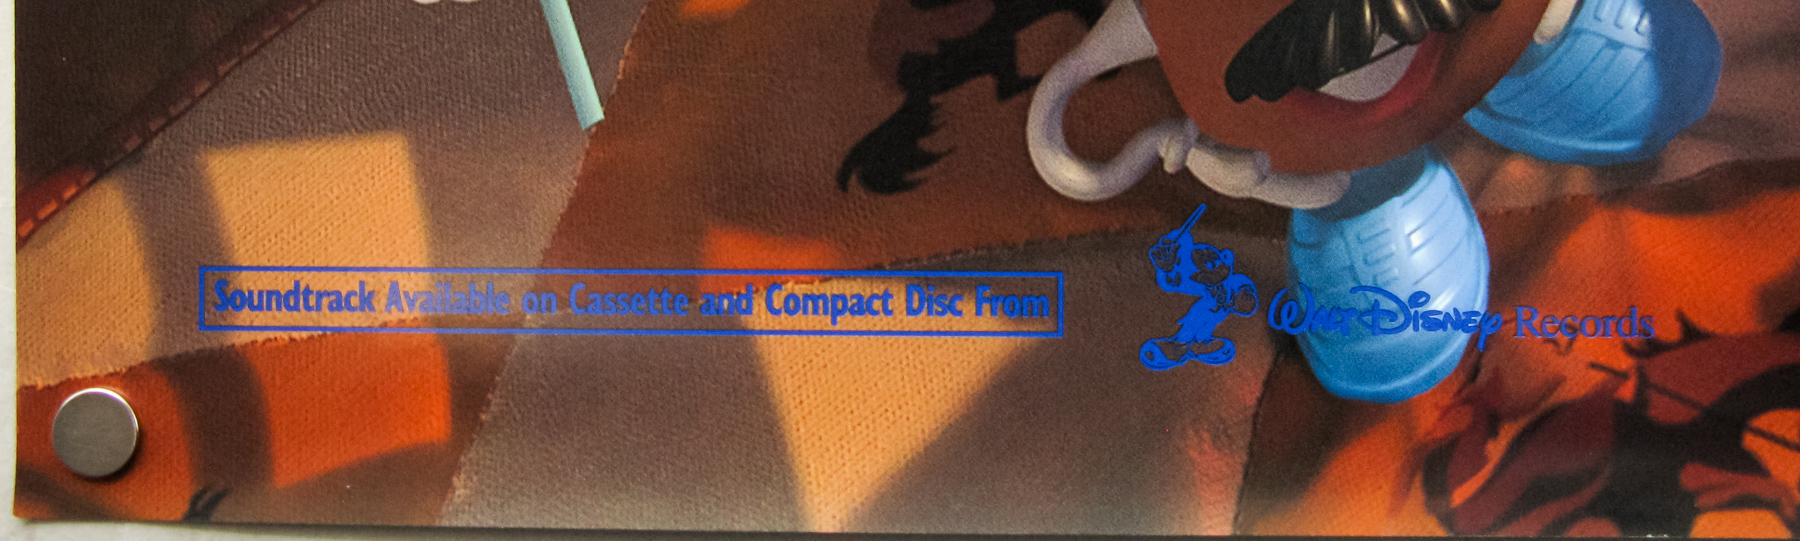 Soundtrack Available on Cassette and Compact Disc From
Walt Disney Records